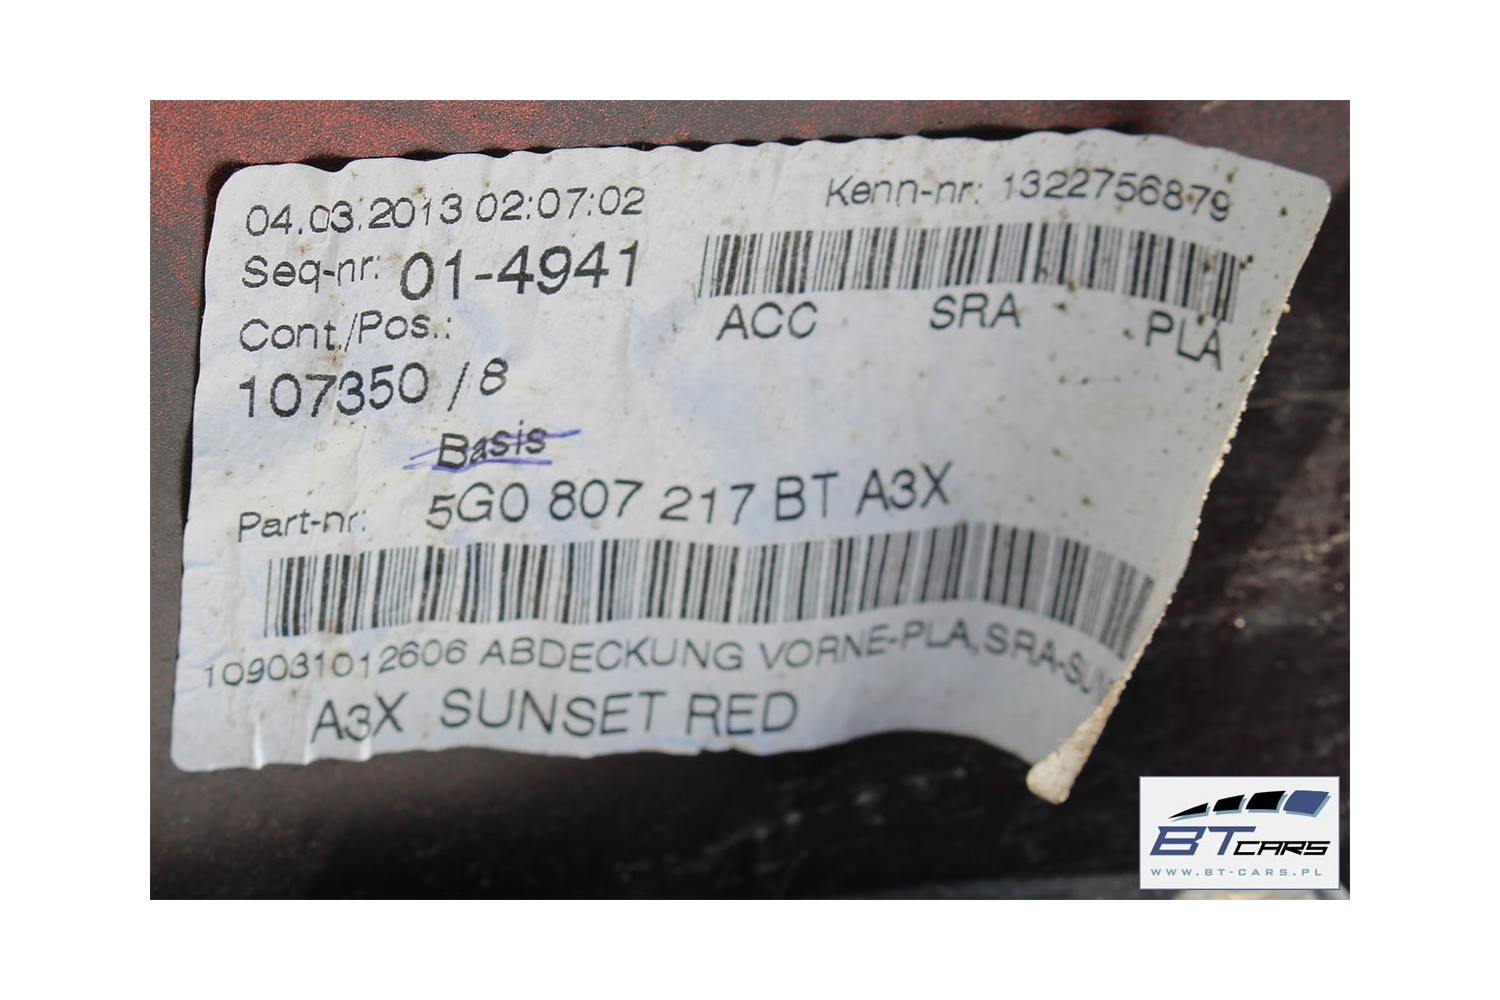 04.03.2013 02:07:02
Kenn-nr: 1322756879
Seq-nr: 01-4941
ACC SRA PLA
Cont./Pos.:
107350 / 8
Basis
Part-nr: 5G0 807 217 BT A3X
109031012606 ABDECKUNG VORNE-PLA,SRA-SUN
A3X SUNSET RED
BT CARS
WWW.BT-CARS.PL